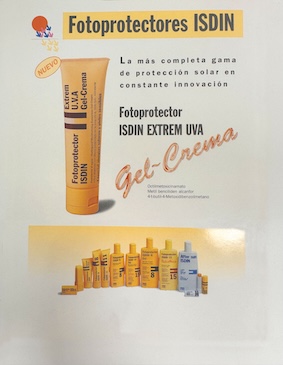 Fotoprotectores ISDIN
NUEVO
La más completa gama
de protección solar en
constante innovación
Fotoprotector
ISDIN EXTREM UVA
Gel-Crema
Fotoprotector
ISDIN
Extrem
U.V.A
Gel-Crema